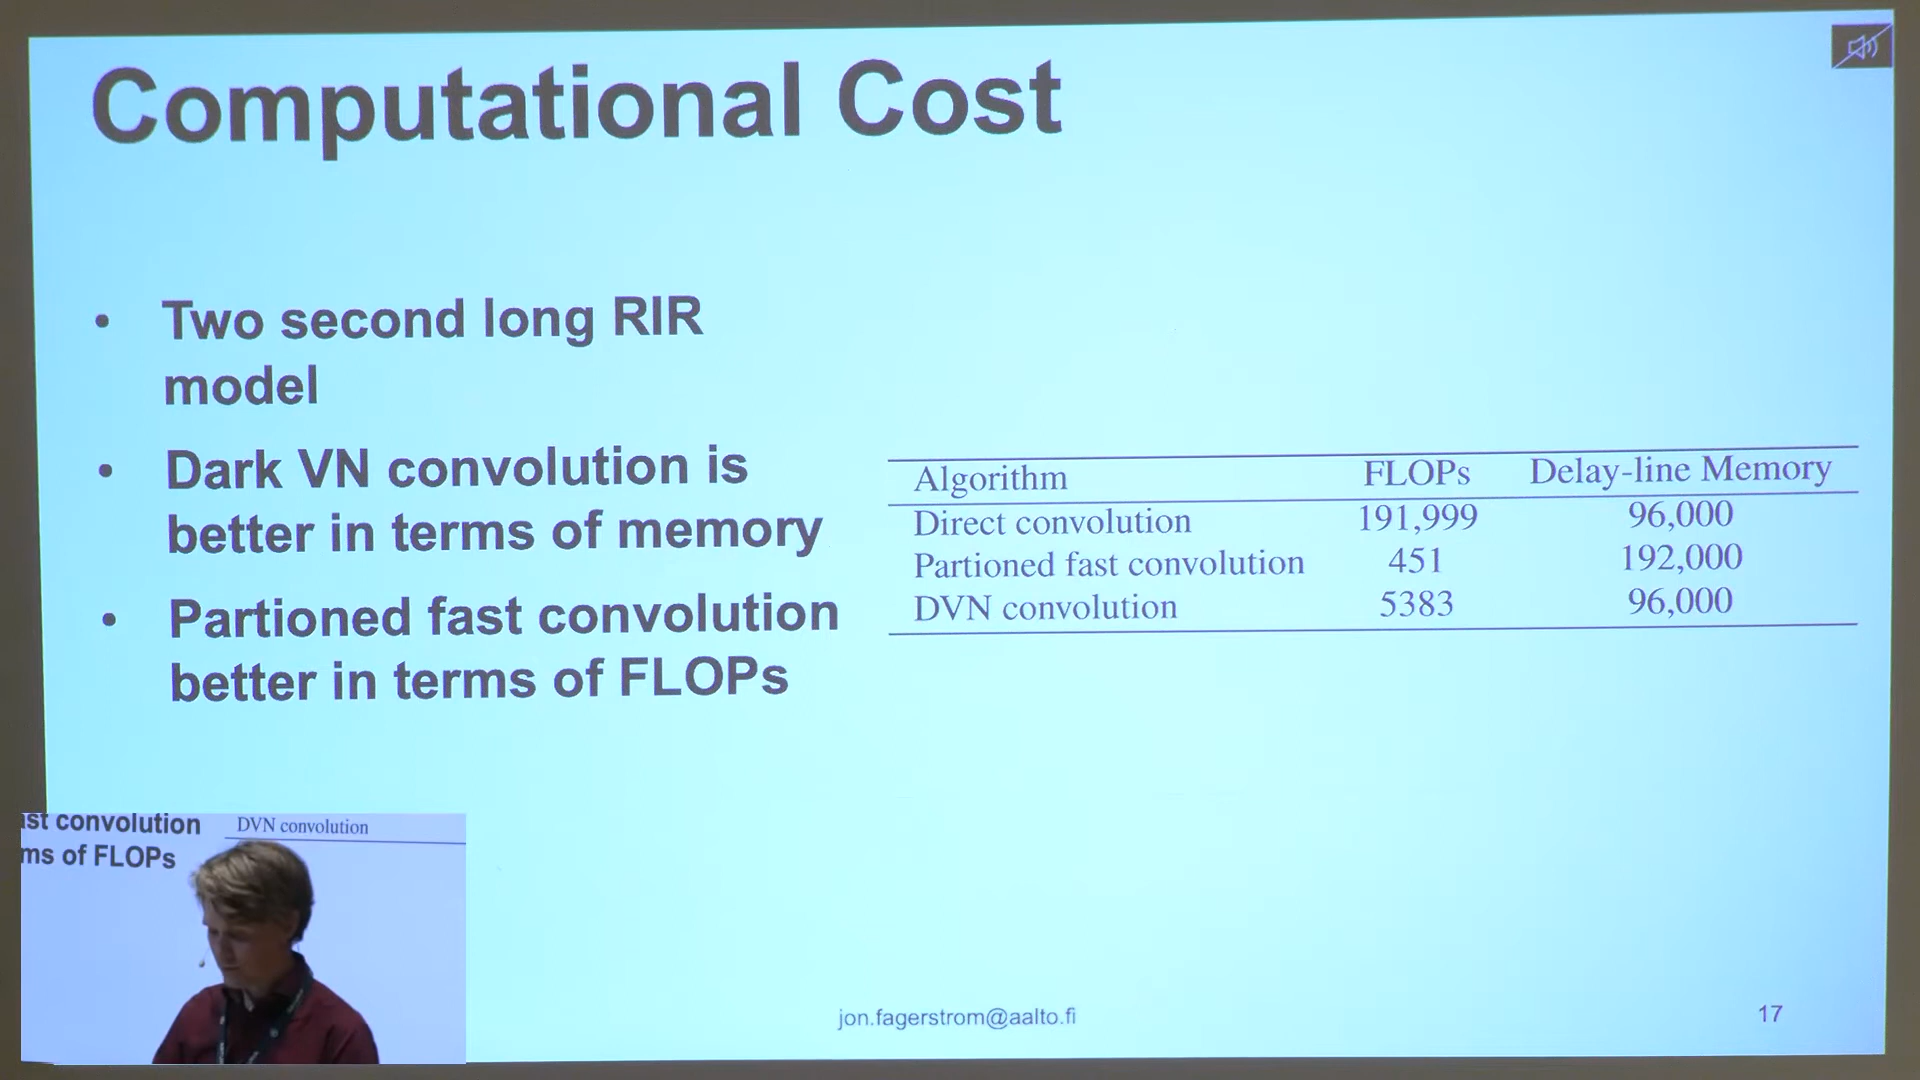 Computational Cost
• Two second long RIR
model
• Dark VN convolution is
better in terms of memory
• Partioned fast convolution
better in terms of FLOPs
Algorithm FLOPs Delay-line Memory
Direct convolution 191,999 96,000
Partioned fast convolution 451 192,000
DVN convolution 5383 96,000
st convolution DVN convolution
ms of FLOPs
jon.fagerstrom@aalto.fi
17